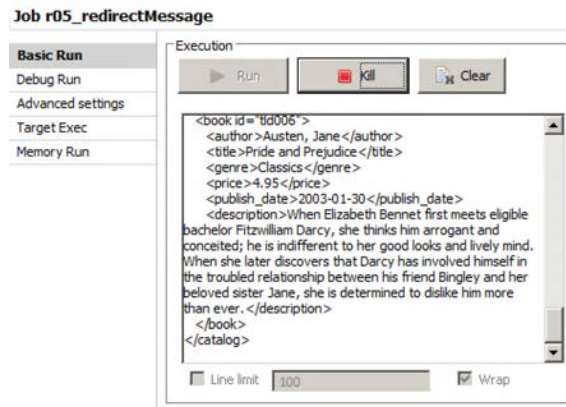 Job r05_redirectMessage
Basic Run
Debug Run
Advanced settings
Target Exec
Memory Run
Execution
Run
Kill
Clear
<book id="tld006">
<author>Austen, Jane</author>
<title>Pride and Prejudice</title>
<genre>Classics</genre>
<price>4.95</price>
<publish_date>2003-01-30</publish_date>
<description>When Elizabeth Bennet first meets eligible
bachelor Fitzwilliam Darcy, she thinks him arrogant and
conceited; he is indifferent to her good looks and lively mind.
When she later discovers that Darcy has involved himself in
the troubled relationship between his friend Bingley and her
beloved sister Jane, she is determined to dislike him more
than ever.</description>
</book>
</catalog>
Line limit 100 Wrap